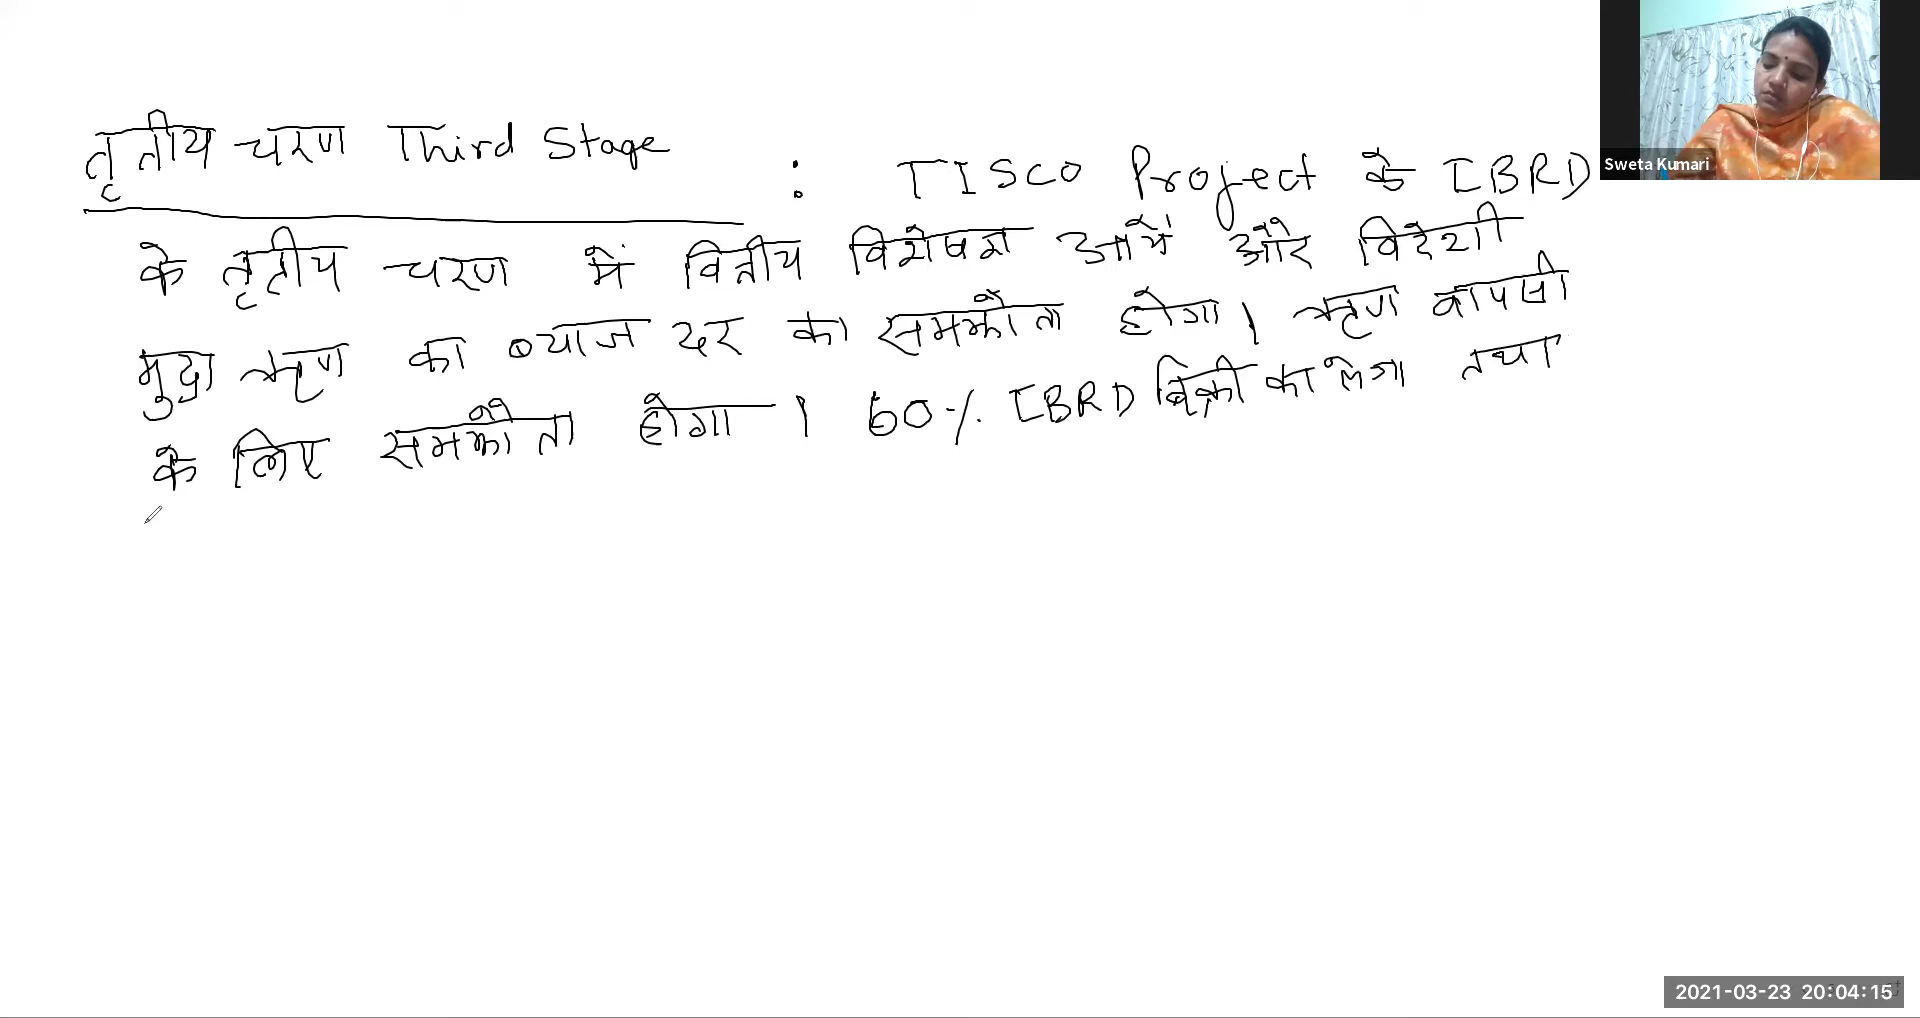 तृतीय चरण Third Stage : TISCO Project के IBRD
Sweta Kumari
के तृतीय चरण में वित्तीय विशेषज्ञ आयें और विदेशी
मुद्रा ऋण का ब्याज दर का समझौता होगा। ऋण वापसी
के लिए समझौता होगा। 60% IBRD बिक्री का लेगा तथा
2021-03-23 20:04:15